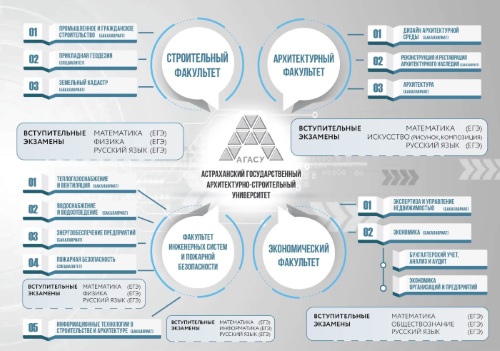 01 ПРОМЫШЛЕННОЕ И ГРАЖДАНСКОЕ
СТРОИТЕЛЬСТВО (БАКАЛАВРИАТ)
02 ПРИКЛАДНАЯ ГЕОДЕЗИЯ
(СПЕЦИАЛИТЕТ)
03 ЗЕМЕЛЬНЫЙ КАДАСТР
(БАКАЛАВРИАТ)
СТРОИТЕЛЬНЫЙ
ФАКУЛЬТЕТ
ВСТУПИТЕЛЬНЫЕ МАТЕМАТИКА (ЕГЭ)
ЭКЗАМЕНЫ ФИЗИКА (ЕГЭ)
РУССКИЙ ЯЗЫК (ЕГЭ)
АРХИТЕКТУРНЫЙ
ФАКУЛЬТЕТ
01 ДИЗАЙН АРХИТЕКТУРНОЙ
СРЕДЫ (БАКАЛАВРИАТ)
02 РЕКОНСТРУКЦИЯ И РЕСТАВРАЦИЯ
АРХИТЕКТУРНОГО НАСЛЕДИЯ (БАКАЛАВРИАТ)
03 АРХИТЕКТУРА
(БАКАЛАВРИАТ)
ВСТУПИТЕЛЬНЫЕ МАТЕМАТИКА (ЕГЭ)
ЭКЗАМЕНЫ ИСКУССТВО (РИСУНОК, КОМПОЗИЦИЯ)
РУССКИЙ ЯЗЫК (ЕГЭ)
АГАСУ
АСТРАХАНСКИЙ ГОСУДАРСТВЕННЫЙ
АРХИТЕКТУРНО-СТРОИТЕЛЬНЫЙ
УНИВЕРСИТЕТ
01 ТЕПЛОГАЗОСНАБЖЕНИЕ
И ВЕНТИЛЯЦИЯ (БАКАЛАВРИАТ)
02 ВОДОСНАБЖЕНИЕ
И ВОДООТВЕДЕНИЕ (БАКАЛАВРИАТ)
03 ЭНЕРГООБЕСПЕЧЕНИЕ ПРЕДПРИЯТИЙ
(БАКАЛАВРИАТ)
04 ПОЖАРНАЯ БЕЗОПАСНОСТЬ
(СПЕЦИАЛИТЕТ)
ФАКУЛЬТЕТ
ИНЖЕНЕРНЫХ СИСТЕМ
И ПОЖАРНОЙ
БЕЗОПАСНОСТИ
ВСТУПИТЕЛЬНЫЕ МАТЕМАТИКА (ЕГЭ)
ЭКЗАМЕНЫ ФИЗИКА (ЕГЭ)
РУССКИЙ ЯЗЫК (ЕГЭ)
05 ИНФОРМАЦИОННЫЕ ТЕХНОЛОГИИ В
СТРОИТЕЛЬСТВЕ И АРХИТЕКТУРЕ (БАКАЛАВРИАТ)
ВСТУПИТЕЛЬНЫЕ МАТЕМАТИКА (ЕГЭ)
ЭКЗАМЕНЫ ИНФОРМАТИКА (ЕГЭ)
РУССКИЙ ЯЗЫК (ЕГЭ)
ЭКОНОМИЧЕСКИЙ
ФАКУЛЬТЕТ
01 ЭКСПЕРТИЗА И УПРАВЛЕНИЕ
НЕДВИЖИМОСТЬЮ (БАКАЛАВРИАТ)
02 ЭКОНОМИКА (БАКАЛАВРИАТ)
БУХГАЛТЕРСКИЙ УЧЕТ,
АНАЛИЗ И АУДИТ
ЭКОНОМИКА
ОРГАНИЗАЦИЙ И ПРЕДПРИЯТИЙ
ВСТУПИТЕЛЬНЫЕ МАТЕМАТИКА (ЕГЭ)
ЭКЗАМЕНЫ ОБЩЕСТВОЗНАНИЕ (ЕГЭ)
РУССКИЙ ЯЗЫК (ЕГЭ)